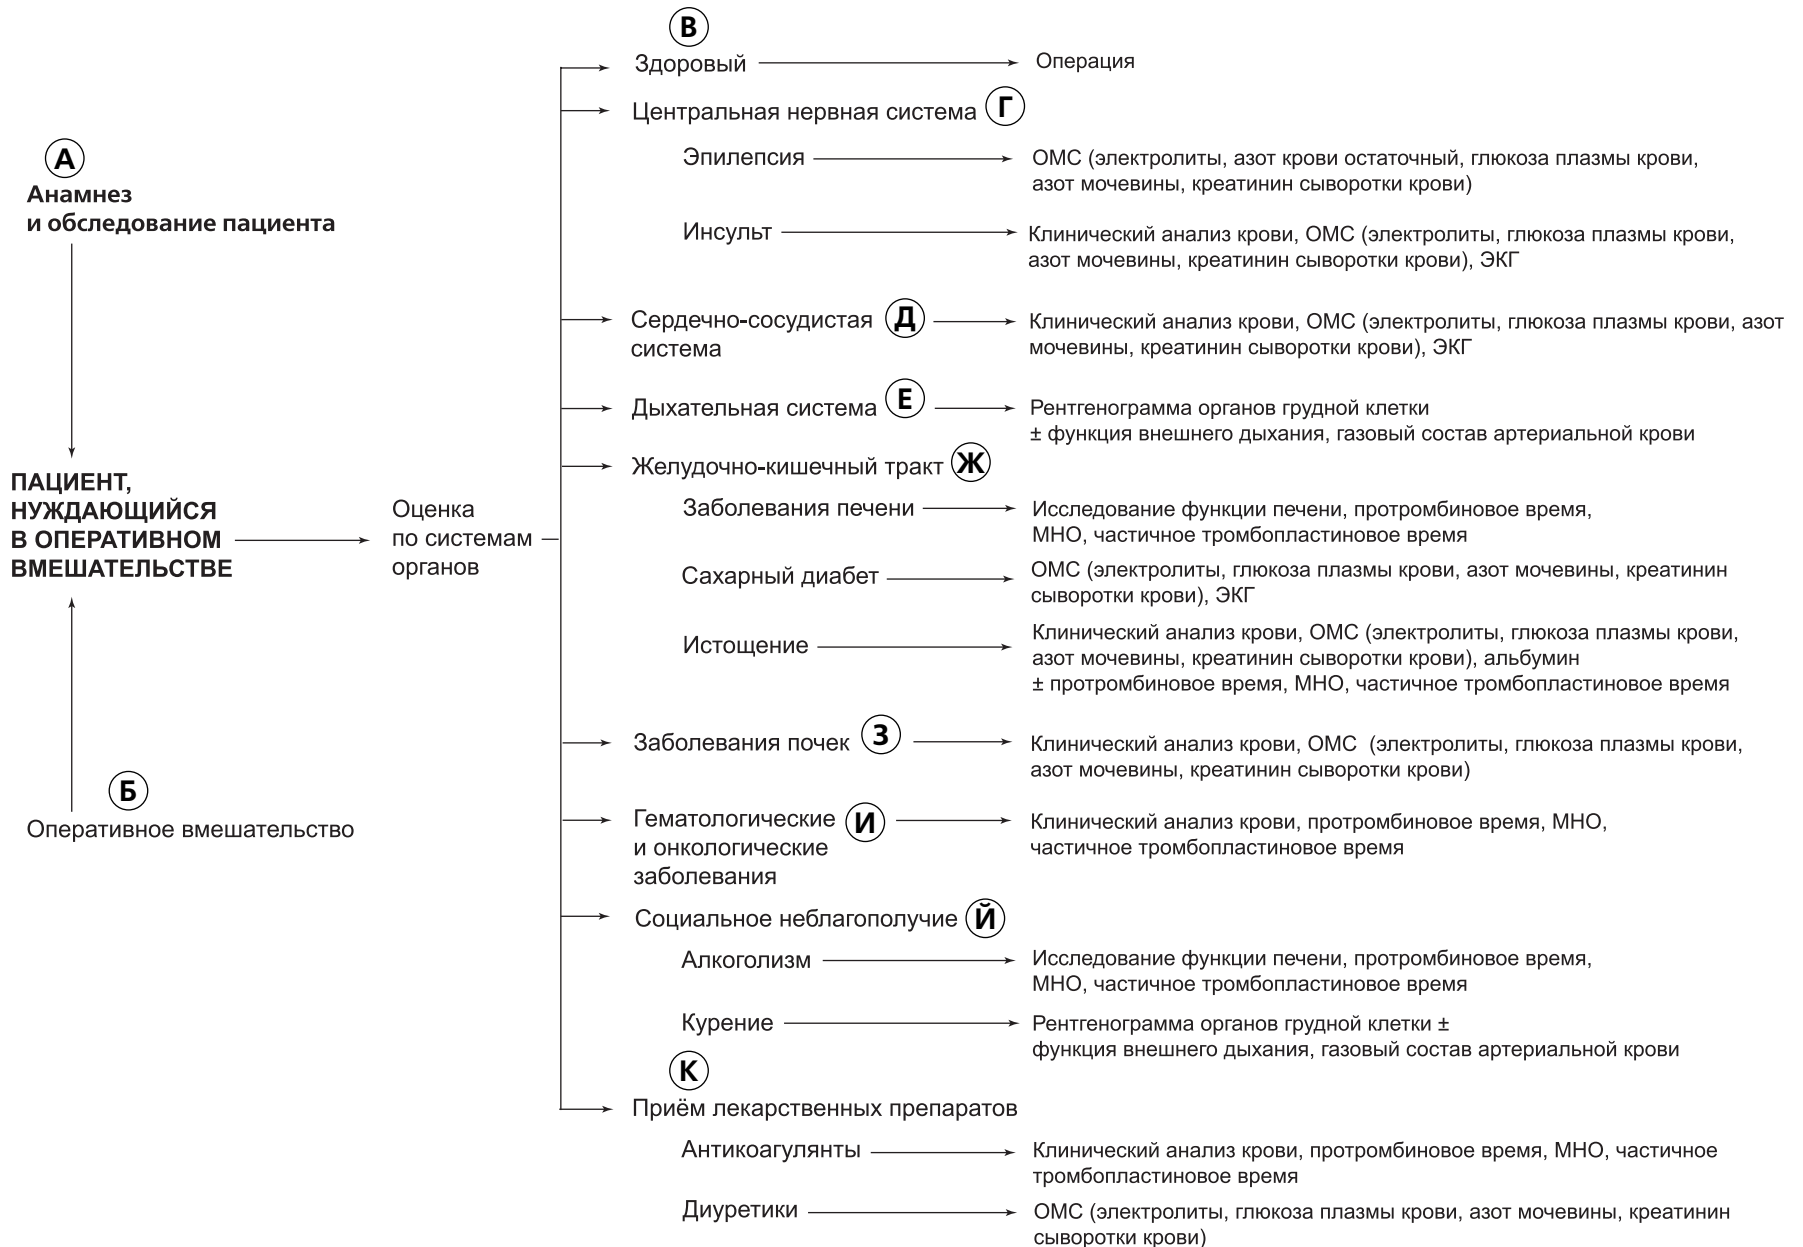 В
Здоровый
Операция
Центральная нервная система Г
Эпилепсия
ОМС (электролиты, азот крови остаточный, глюкоза плазмы крови,
азот мочевины, креатинин сыворотки крови)
Инсульт
Клинический анализ крови, ОМС (электролиты, глюкоза плазмы крови,
азот мочевины, креатинин сыворотки крови), ЭКГ
А
Анамнез
и обследование пациента
Сердечно-сосудистая Д
система
Клинический анализ крови, ОМС (электролиты, глюкоза плазмы крови, азот
мочевины, креатинин сыворотки крови), ЭКГ
Дыхательная система Е
Рентгенограмма органов грудной клетки
± функция внешнего дыхания, газовый состав артериальной крови
Желудочно-кишечный тракт Ж
ПАЦИЕНТ,
НУЖДАЮЩИЙСЯ
В ОПЕРАТИВНОМ
ВМЕШАТЕЛЬСТВЕ
Оценка
по системам
органов
Заболевания печени
Исследование функции печени, протромбиновое время,
МНО, частичное тромбопластиновое время
Сахарный диабет
ОМС (электролиты, глюкоза плазмы крови, азот мочевины, креатинин
сыворотки крови), ЭКГ
Истощение
Клинический анализ крови, ОМС (электролиты, глюкоза плазмы крови,
азот мочевины, креатинин сыворотки крови), альбумин
± протромбиновое время, МНО, частичное тромбопластиновое время
Заболевания почек З
Клинический анализ крови, ОМС (электролиты, глюкоза плазмы крови,
азот мочевины, креатинин сыворотки крови)
Б
Оперативное вмешательство
Гематологические И
и онкологические
заболевания
Клинический анализ крови, протромбиновое время, МНО,
частичное тромбопластиновое время
Социальное неблагополучие Й
Алкоголизм
Исследование функции печени, протромбиновое время,
МНО, частичное тромбопластиновое время
Курение
Рентгенограмма органов грудной клетки ±
функция внешнего дыхания, газовый состав артериальной крови
К
Приём лекарственных препаратов
Антикоагулянты
Клинический анализ крови, протромбиновое время, МНО, частичное
тромбопластиновое время
Диуретики
ОМС (электролиты, глюкоза плазмы крови, азот мочевины, креатинин
сыворотки крови)